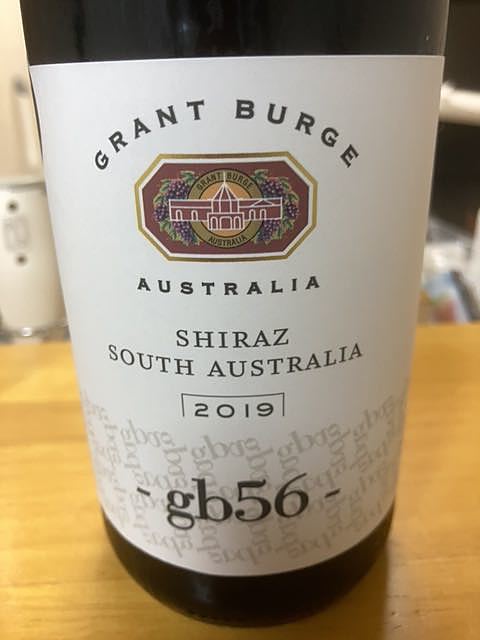 GRANT BURGE
GRANT BURGE
AUSTRALIA
AUSTRALIA
SHIRAZ
SOUTH AUSTRALIA
2019
- gb56 -